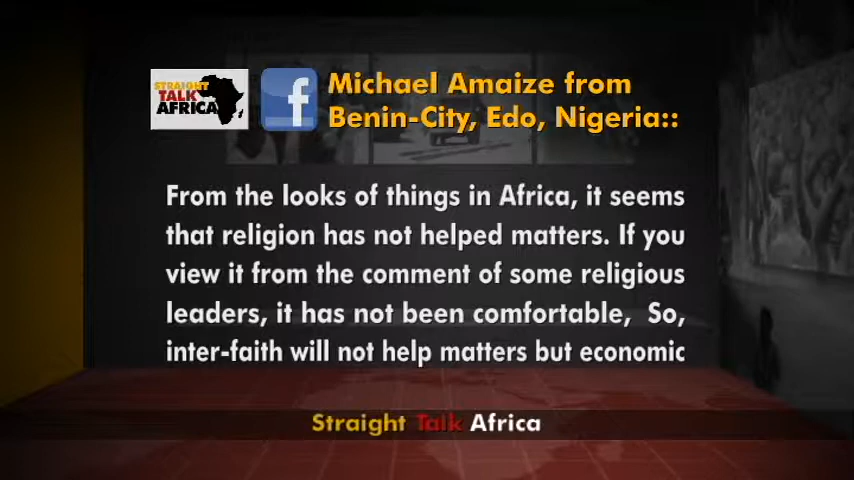 STRAIGHT
TALK
AFRICA
f
Michael Amaize from
Benin-City, Edo, Nigeria::
From the looks of things in Africa, it seems
that religion has not helped matters. If you
view it from the comment of some religious
leaders, it has not been comfortable,  So,
inter-faith will not help matters but economic
Straight Talk Africa